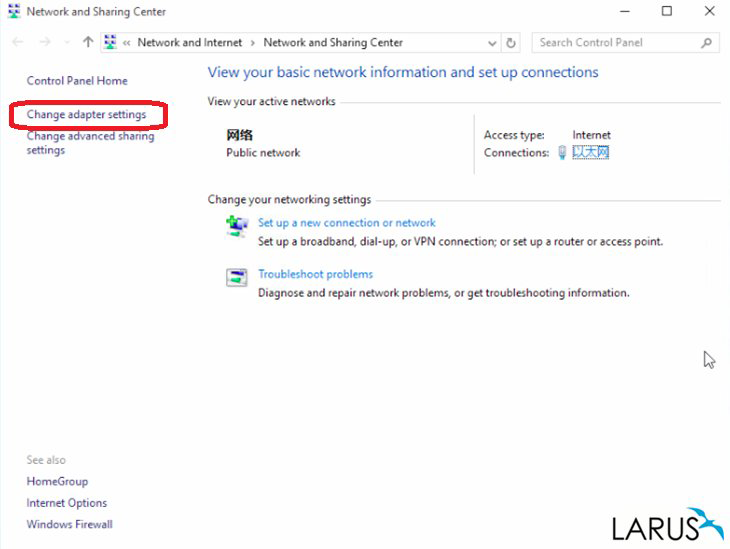 Network and Sharing Center
« Network and Internet › Network and Sharing Center
Search Control Panel
Control Panel Home
Change adapter settings
Change advanced sharing
settings
View your basic network information and set up connections
View your active networks
网络
Public network
Access type: Internet
Connections: 以太网
Change your networking settings
Set up a new connection or network
Set up a broadband, dial-up, or VPN connection; or set up a router or access point.
Troubleshoot problems
Diagnose and repair network problems, or get troubleshooting information.
See also
HomeGroup
Internet Options
Windows Firewall
LARUS